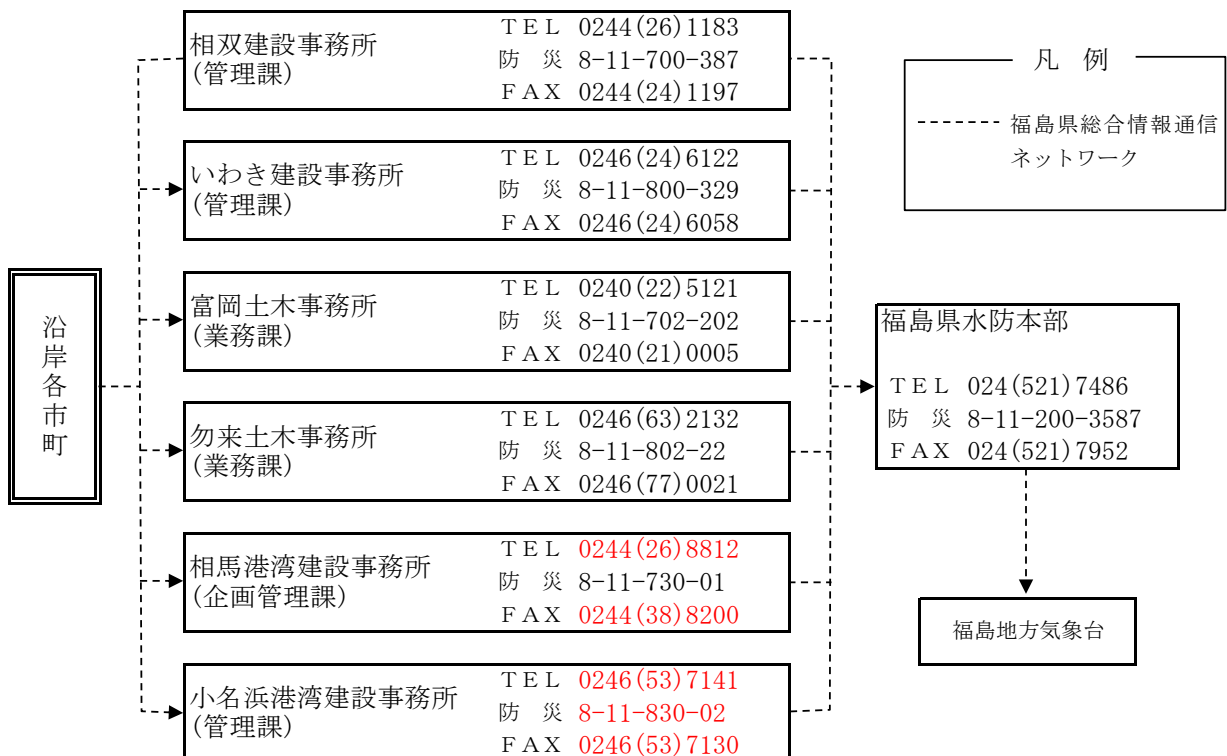 相双建設事務所
(管理課)
ＴＥＬ 0244(26)1183
防 災 8-11-700-387
ＦＡＸ 0244(24)1197
いわき建設事務所
(管理課)
ＴＥＬ 0246(24)6122
防 災 8-11-800-329
ＦＡＸ 0246(24)6058
富岡土木事務所
(業務課)
ＴＥＬ 0240(22)5121
防 災 8-11-702-202
ＦＡＸ 0240(21)0005
勿来土木事務所
(業務課)
ＴＥＬ 0246(63)2132
防 災 8-11-802-22
ＦＡＸ 0246(77)0021
相馬港湾建設事務所
(企画管理課)
ＴＥＬ 0244(26)8812
防 災 8-11-730-01
ＦＡＸ 0244(38)8200
小名浜港湾建設事務所
(管理課)
ＴＥＬ 0246(53)7141
防 災 8-11-830-02
ＦＡＸ 0246(53)7130
沿岸各市町
凡 例
福島県総合情報通信
ネットワーク
福島県水防本部
ＴＥＬ 024(521)7486
防 災 8-11-200-3587
ＦＡＸ 024(521)7952
福島地方気象台